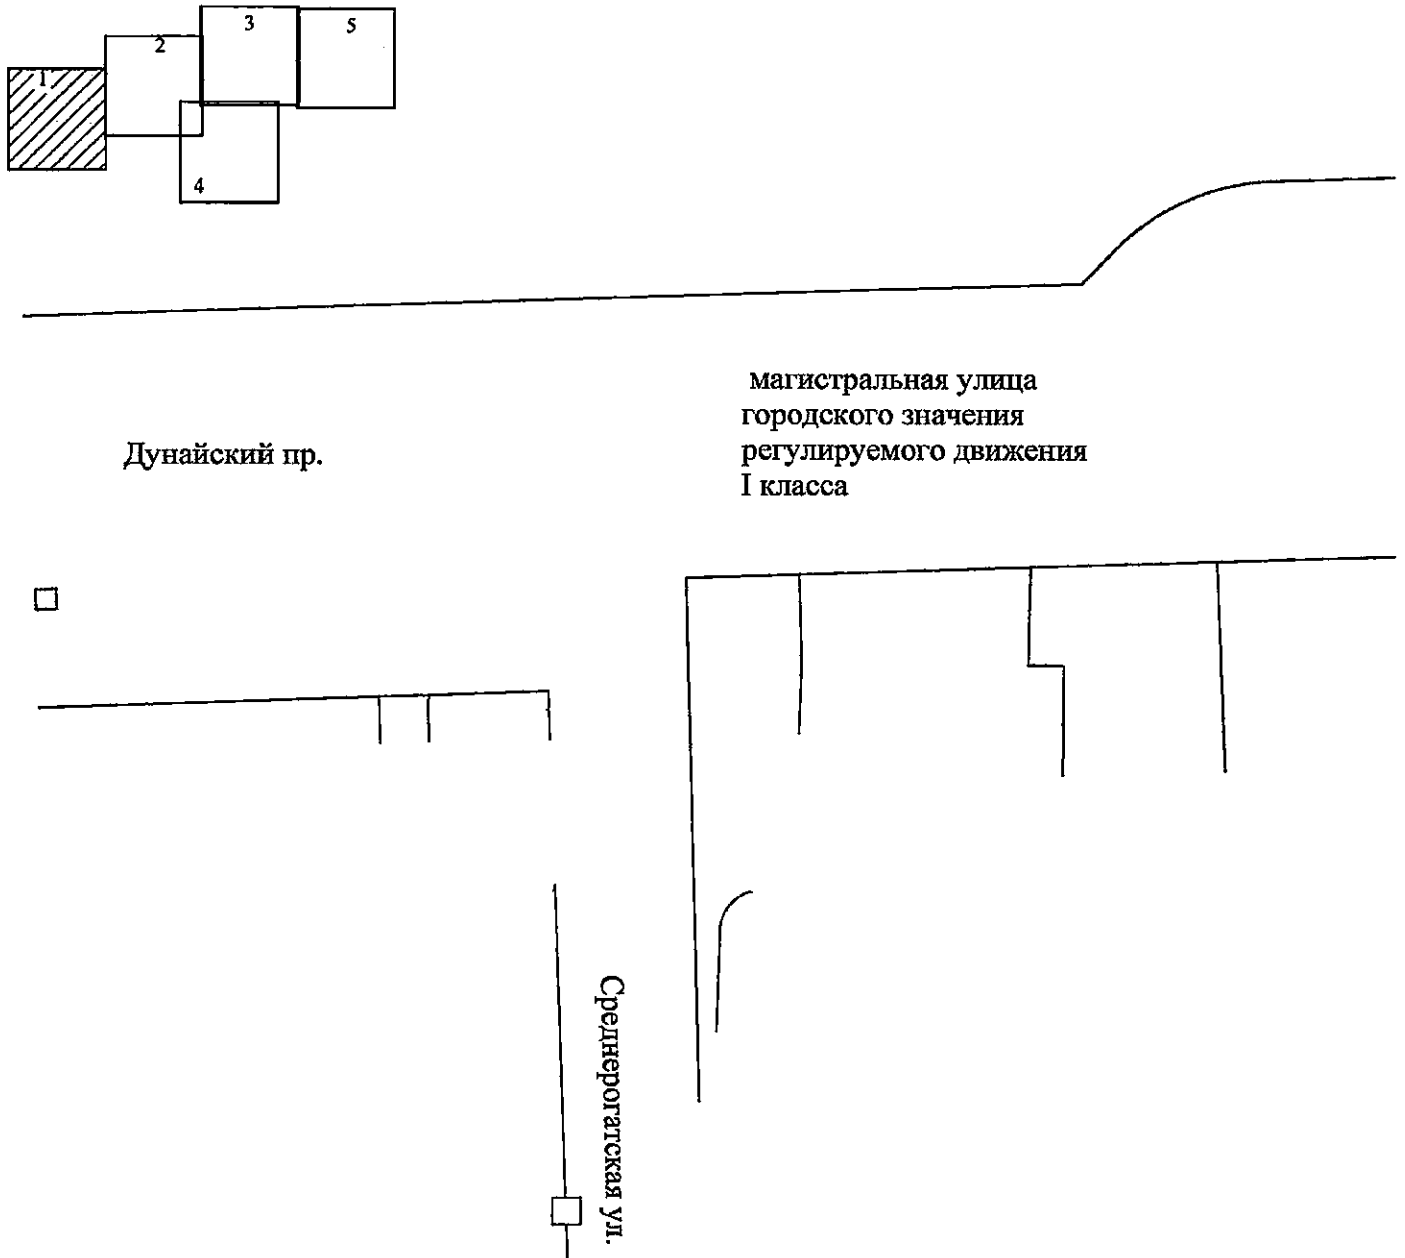 3
5
2
1
4
магистральная улица
городского значения
регулируемого движения
I класса
Дунайский пр.
Среднерогатская ул.